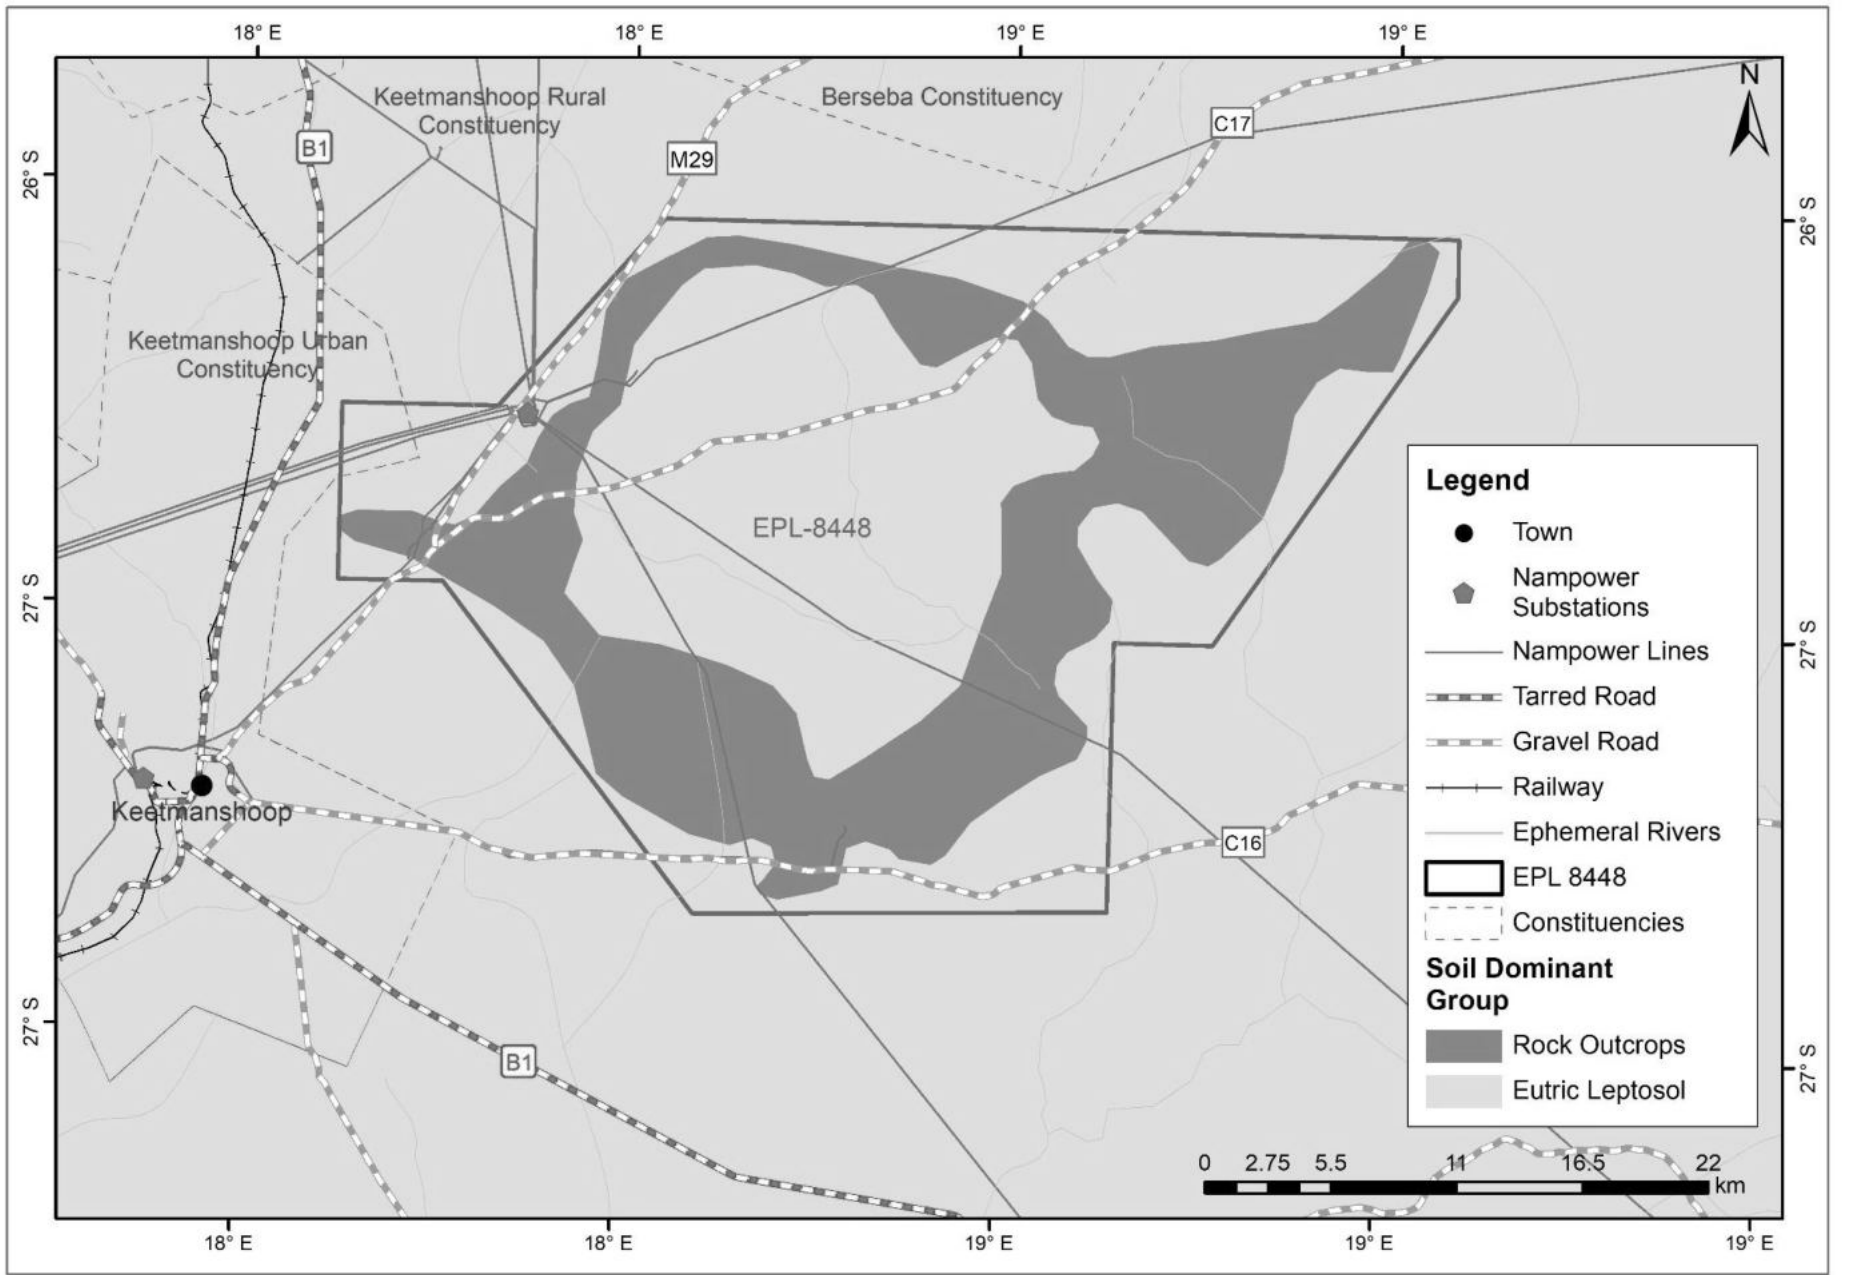 18° E 18° E 19° E 19° E
N
Keetmanshoop Rural
Constituency
Berseba Constituency
C17
B1
M29
26° S
26° S
Keetmanshoop Urban
Constituency
EPL-8448
27° S
27° S
Keetmanshoop
C16
27° S
27° S
B1
Legend
Town
Nampower
Substations
Nampower Lines
Tarred Road
Gravel Road
Railway
Ephemeral Rivers
EPL 8448
Constituencies
Soil Dominant
Group
Rock Outcrops
Eutric Leptosol
0 2.75 5.5 11 16.5 22
km
18° E 18° E 19° E 19° E 19° E